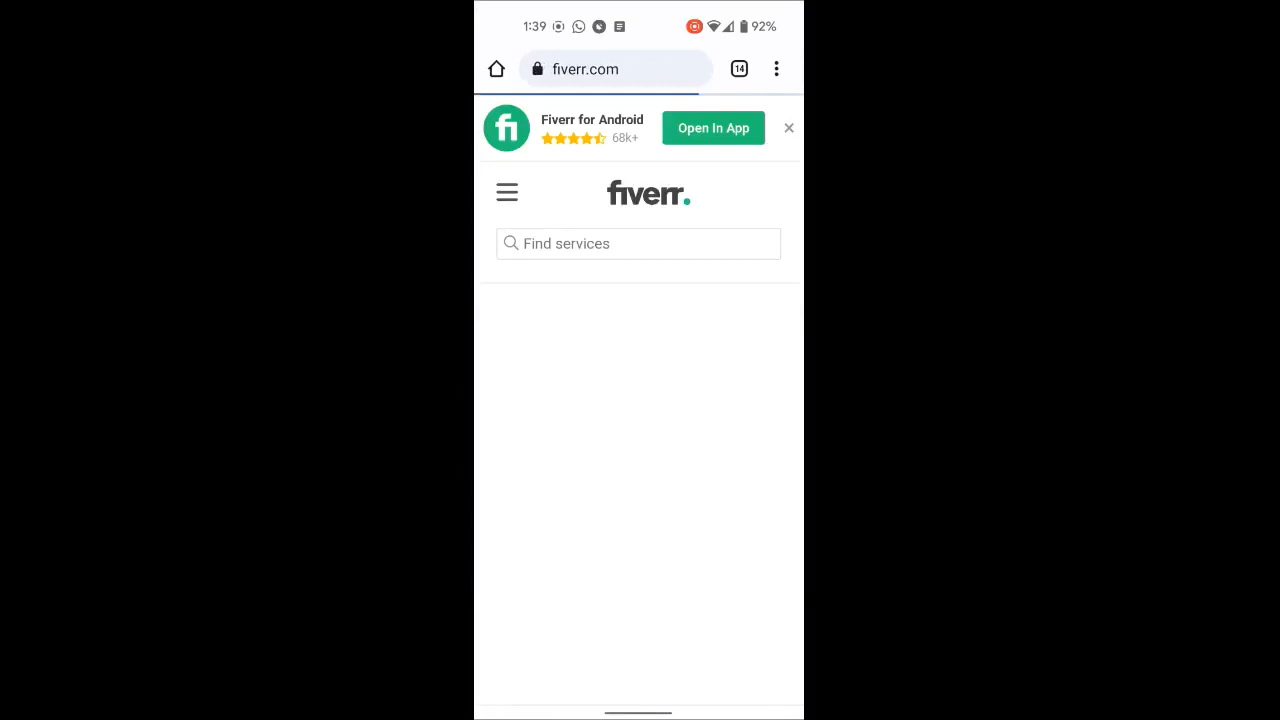 1:39 92%
fiverr.com 14
Fiverr for Android
68k+
Open In App
fiverr.
Find services